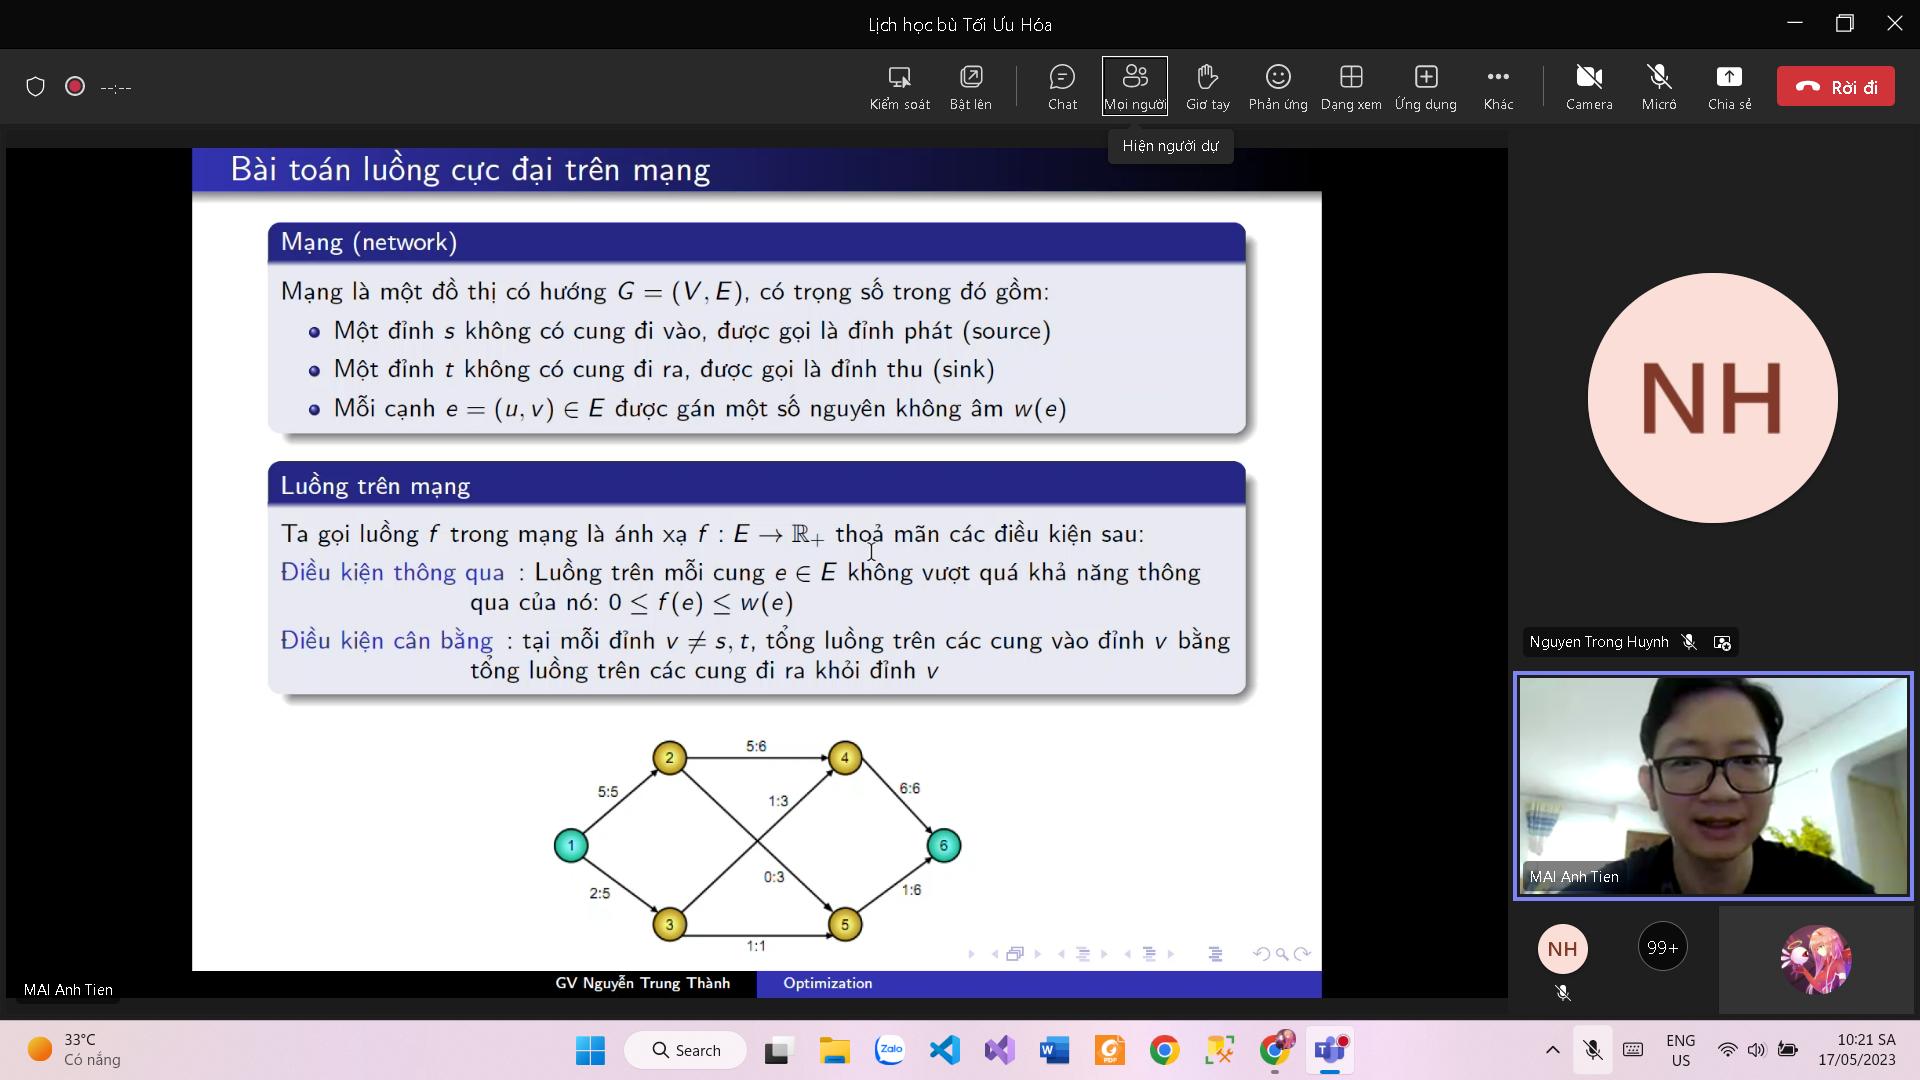 Lịch học bù Tối Ưu Hóa
--:--
Kiểm soát
Bật lên
Chat
Mọi người
Giơ tay
Phản ứng
Dạng xem
Ứng dụng
Khác
Camera
Micrô
Chia sẻ
Rời đi
Hiện người dự
Bài toán luồng cực đại trên mạng
Mạng (network)
Mạng là một đồ thị có hướng G = (V, E), có trọng số trong đó gồm:
Một đỉnh s không có cung đi vào, được gọi là đỉnh phát (source)
Một đỉnh t không có cung đi ra, được gọi là đỉnh thu (sink)
Mỗi cạnh e = (u, v) ∈ E được gán một số nguyên không âm w(e)
Luồng trên mạng
Ta gọi luồng f trong mạng là ánh xạ f : E → ℝ₊ thoả mãn các điều kiện sau:
Điều kiện thông qua : Luồng trên mỗi cung e ∈ E không vượt quá khả năng thông
qua của nó: 0 ≤ f(e) ≤ w(e)
Điều kiện cân bằng : tại mỗi đỉnh v ≠ s, t, tổng luồng trên các cung vào đỉnh v bằng
tổng luồng trên các cung đi ra khỏi đỉnh v
5:6
2
4
5:5
1:3
6:6
1
6
0:3
2:5
1:6
3
5
1:1
GV Nguyễn Trung Thành
Optimization
MAI Anh Tien
NH
Nguyen Trong Huynh
MAI Anh Tien
NH
99+
33°C
Có nắng
Search
Zalo
PDF
ENG
US
10:21 SA
17/05/2023